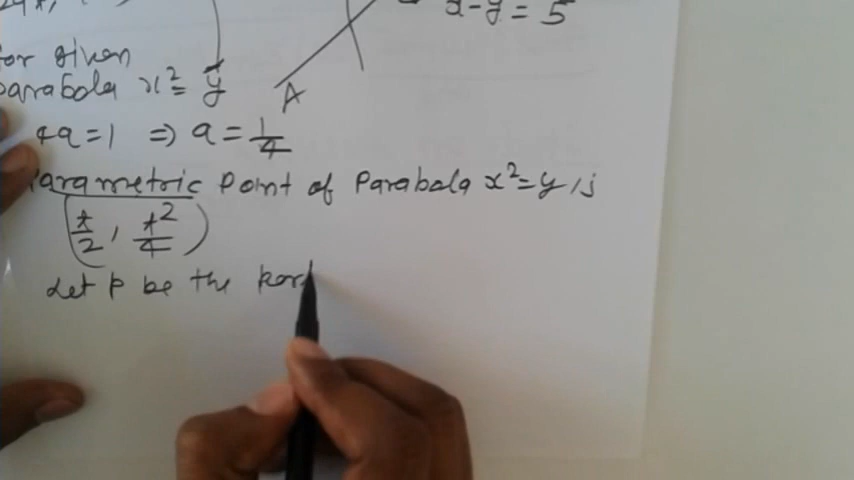 x-y = 5
for given
parabola x²= y
A
4a=1 => a = 1/4
Parametric Point of Parabola x²=y is
(t/2, t²/4)
Let P be the